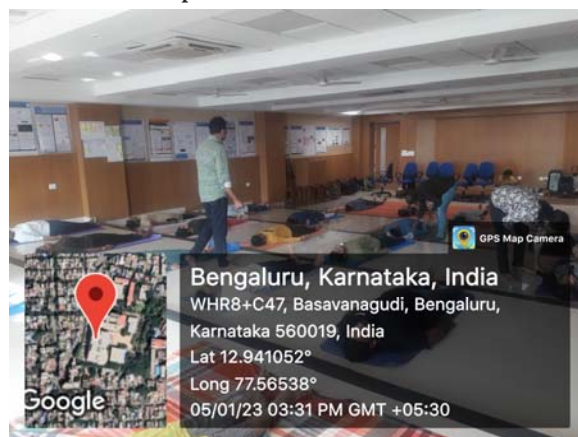 GPS Map Camera
Bengaluru, Karnataka, India
WHR8+C47, Basavanagudi, Bengaluru,
Karnataka 560019, India
Lat 12.941052°
Long 77.56538°
05/01/23 03:31 PM GMT +05:30
Google